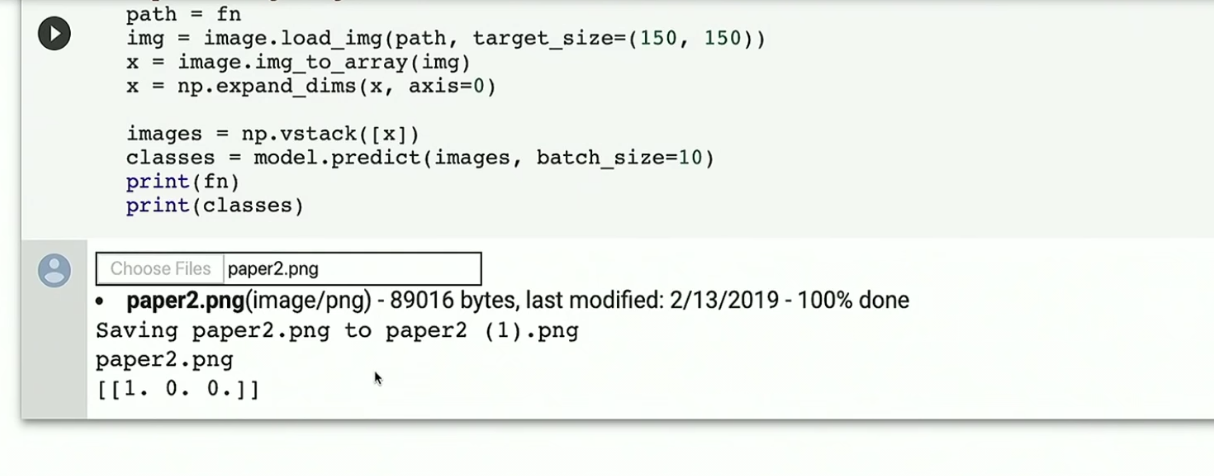 path = fn
img = image.load_img(path, target_size=(150, 150))
x = image.img_to_array(img)
x = np.expand_dims(x, axis=0)
images = np.vstack([x])
classes = model.predict(images, batch_size=10)
print(fn)
print(classes)
Choose Files paper2.png
• paper2.png(image/png) - 89016 bytes, last modified: 2/13/2019 - 100% done
Saving paper2.png to paper2 (1).png
paper2.png
[[1. 0. 0.]]